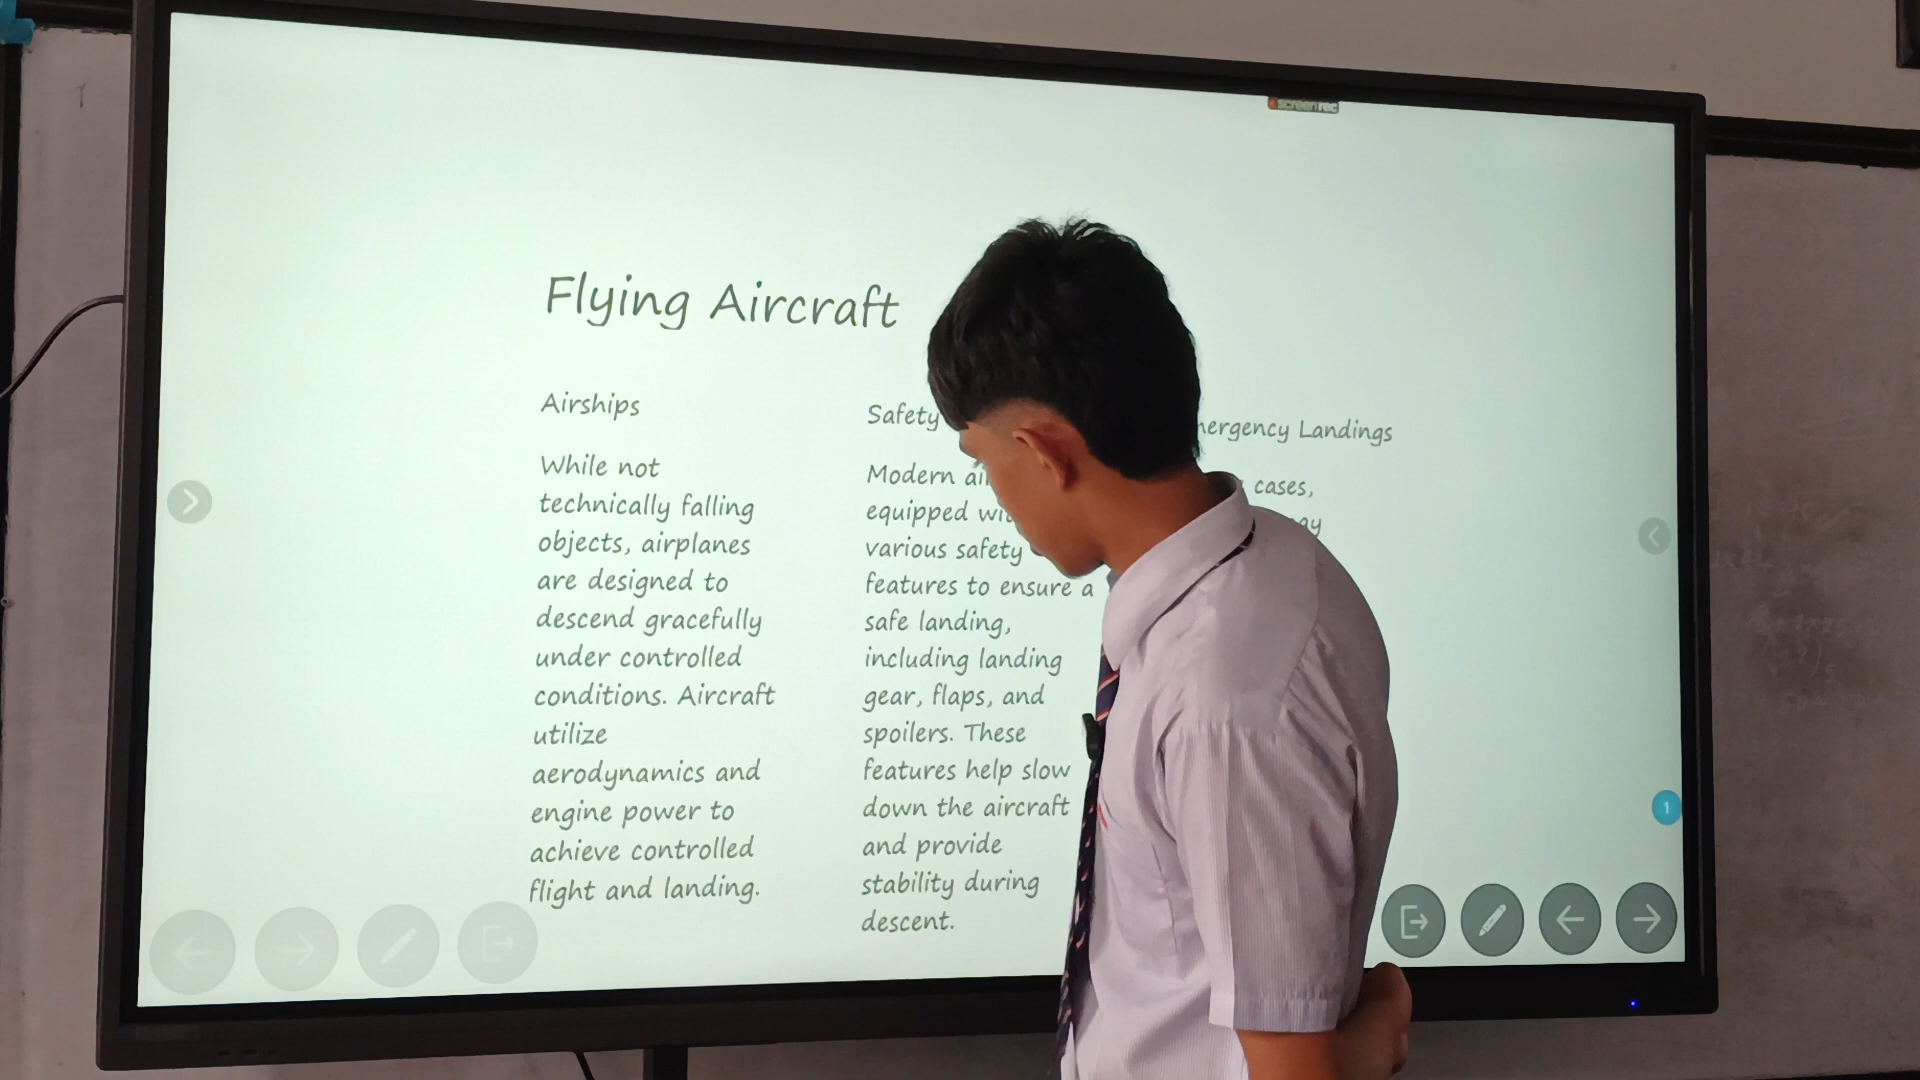 screenrec
Flying Aircraft
Airships
While not
technically falling
objects, airplanes
are designed to
descend gracefully
under controlled
conditions. Aircraft
utilize
aerodynamics and
engine power to
achieve controlled
flight and landing.
Safety
Modern
equipped
various safety
features to ensure a
safe landing,
including landing
gear, flaps, and
spoilers. These
features help slow
down the aircraft
and provide
stability during
descent.
Landings
cases,
1